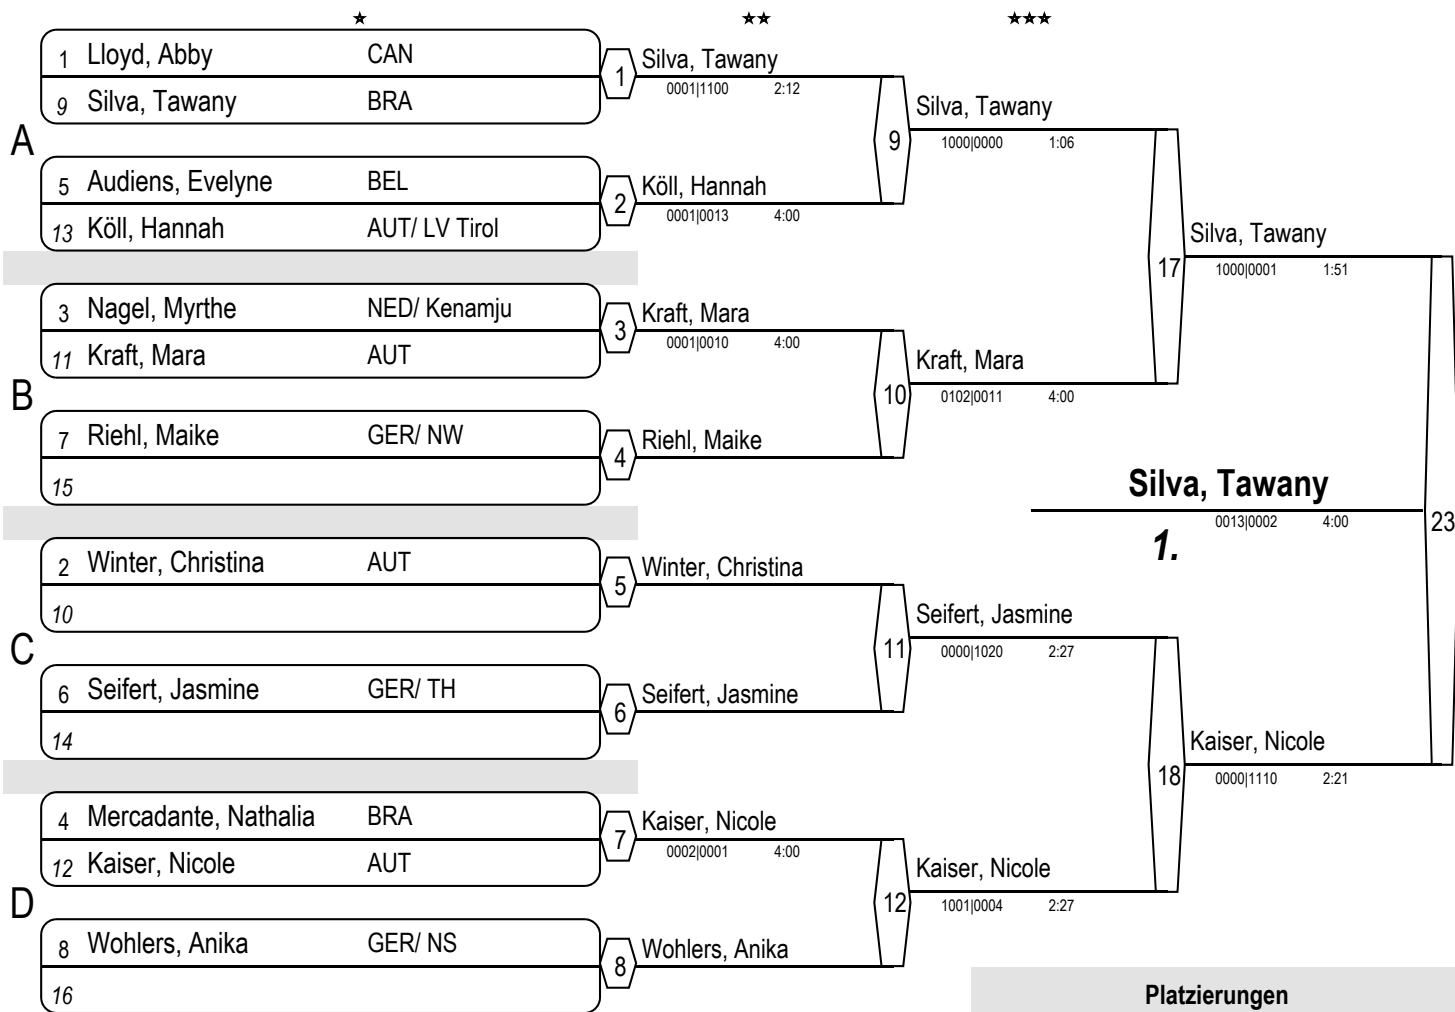 ★ ★★ ★★★
1 Lloyd, Abby CAN
9 Silva, Tawany BRA
A
5 Audiens, Evelyne BEL
13 Köll, Hannah AUT/ LV Tirol
3 Nagel, Myrthe NED/ Kenamju
11 Kraft, Mara AUT
B
7 Riehl, Maike GER/ NW
15
2 Winter, Christina AUT
10
C
6 Seifert, Jasmine GER/ TH
14
4 Mercadante, Nathalia BRA
12 Kaiser, Nicole AUT
D
8 Wohlers, Anika GER/ NS
16
1 Silva, Tawany
0001|1100 2:12
2 Köll, Hannah
0001|0013 4:00
3 Kraft, Mara
0001|0010 4:00
4 Riehl, Maike
5 Winter, Christina
6 Seifert, Jasmine
7 Kaiser, Nicole
0002|0001 4:00
8 Wohlers, Anika
9 Silva, Tawany
1000|0000 1:06
10 Kraft, Mara
0102|0011 4:00
11 Seifert, Jasmine
0000|1020 2:27
12 Kaiser, Nicole
1001|0004 2:27
17 Silva, Tawany
1000|0001 1:51
18 Kaiser, Nicole
0000|1110 2:21
23
Silva, Tawany
0013|0002 4:00
1.
Platzierungen